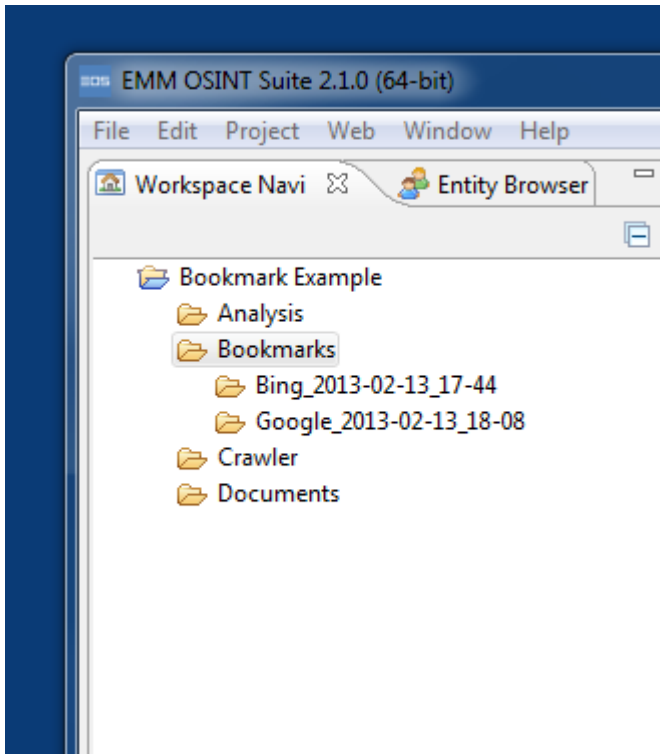 EMM OSINT Suite 2.1.0 (64-bit)
File Edit Project Web Window Help
Workspace Navi Entity Browser
Bookmark Example
Analysis
Bookmarks
Bing_2013-02-13_17-44
Google_2013-02-13_18-08
Crawler
Documents